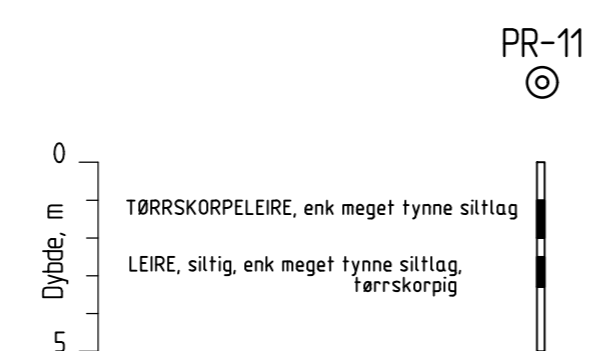 PR-11
0
TØRRSKORPELEIRE, enk meget tynne siltlag
Dybde, m
LEIRE, siltig, enk meget tynne siltlag,
tørrskorpig
5